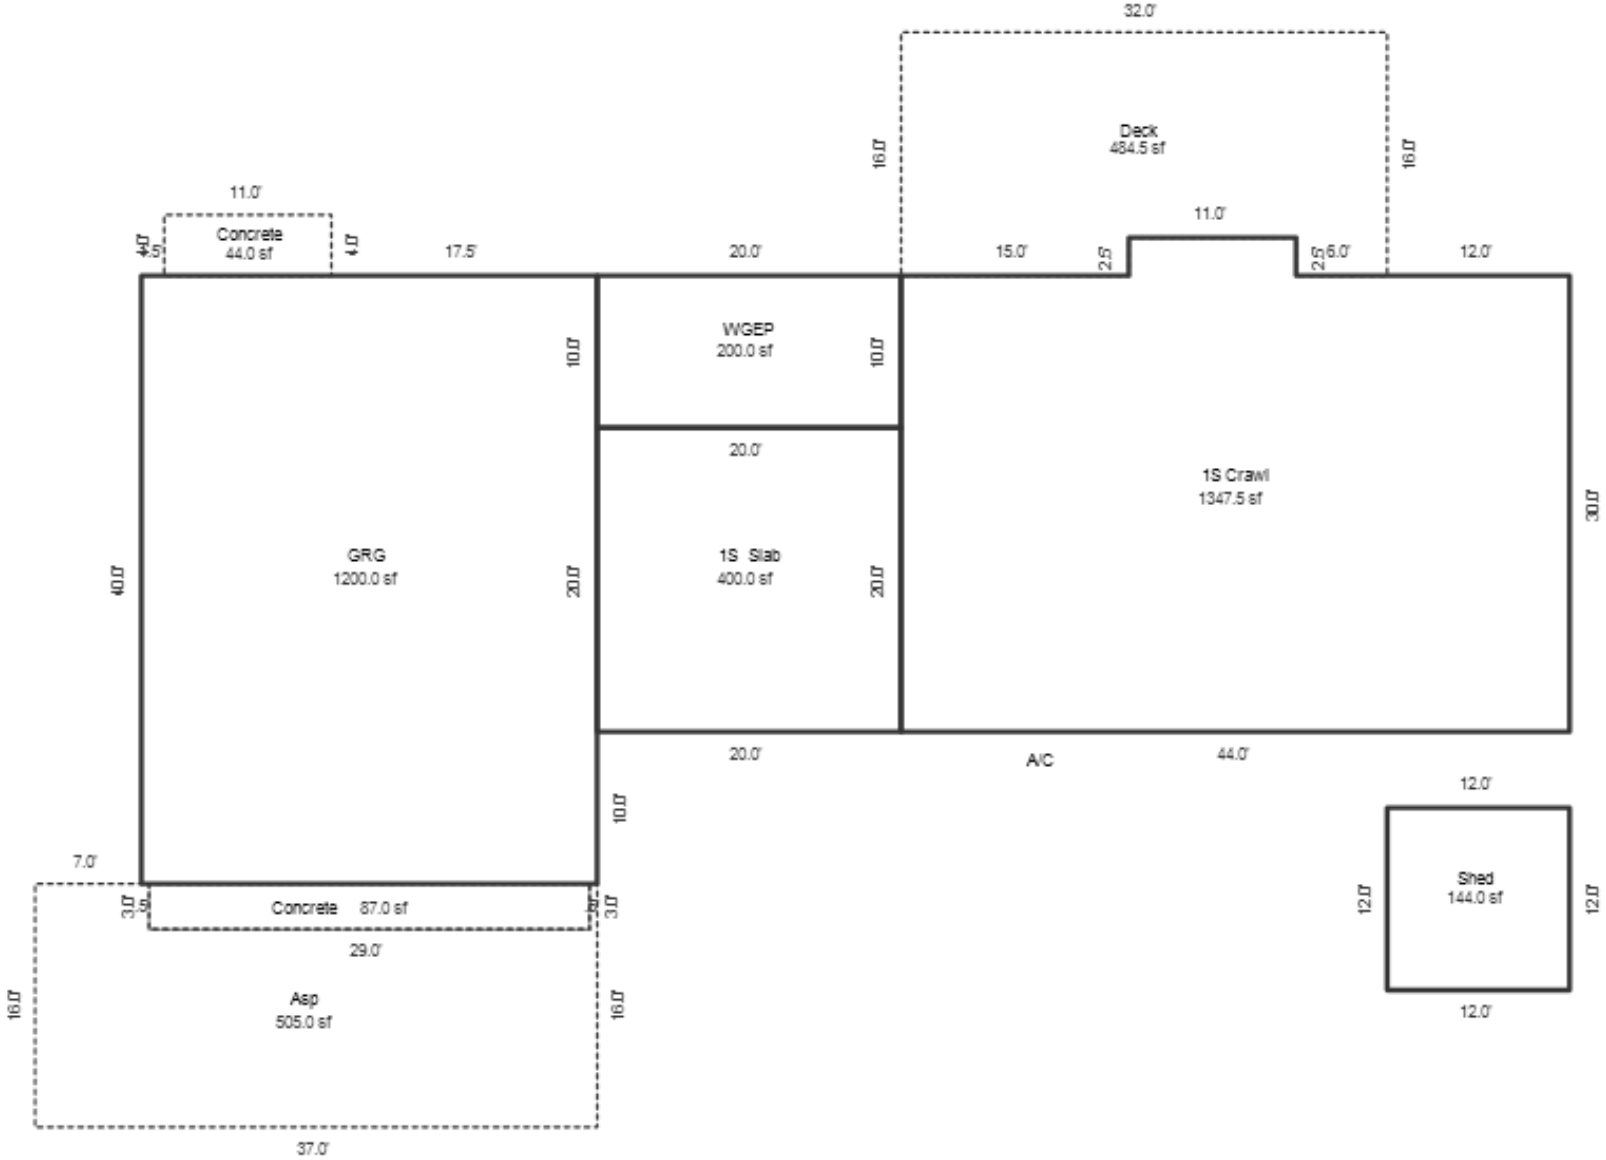 32.0'
Deck
484.5 sf
16.0'
16.0'
11.0'
11.0'
Concrete
44.0 sf
4.0'
4.0'
17.5'
20.0'
15.0'
2.5'
2.5'
6.0'
12.0'
WGEP
200.0 sf
10.0'
10.0'
20.0'
1S Crawl
1347.5 sf
30.0'
GRG
1200.0 sf
40.0'
20.0'
1S Slab
400.0 sf
20.0'
20.0'
A/C
44.0'
10.0'
12.0'
7.0'
Shed
144.0 sf
12.0'
12.0'
12.0'
3.0'
.5'
Concrete 87.0 sf
3.0'
29.0'
Asp
505.0 sf
16.0'
16.0'
37.0'